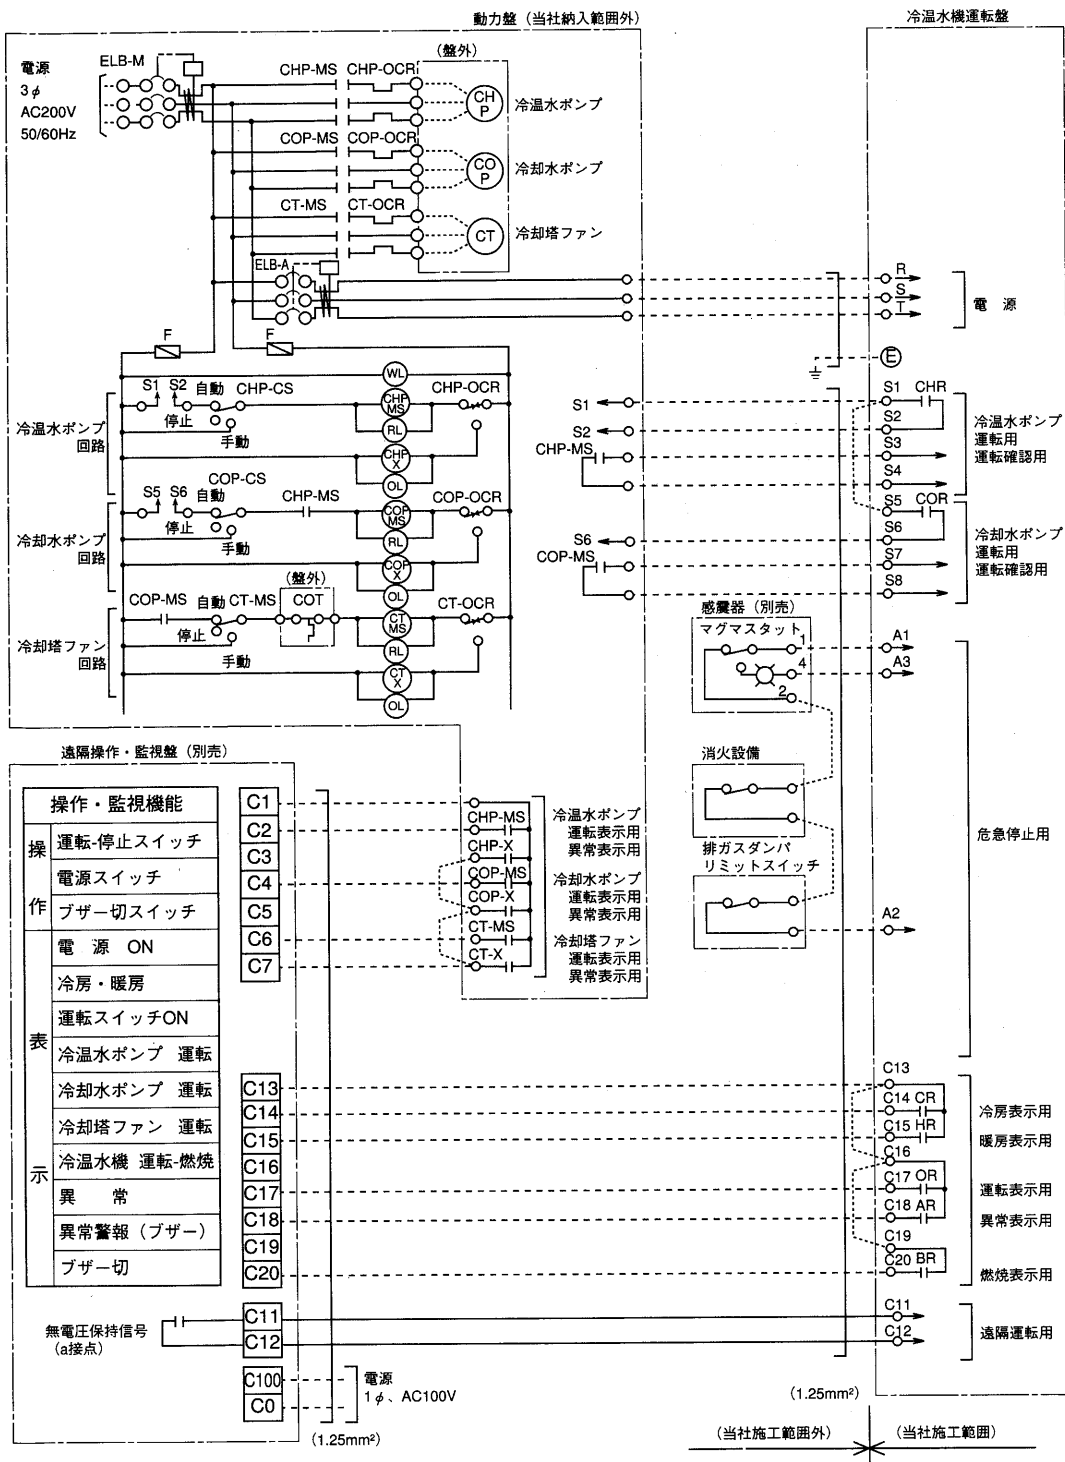 動力盤（当社納入範囲外）
冷温水機運転盤
電源
3φ
AC200V
50/60Hz
ELB-M
（盤外）
CHP-MS CHP-OCR
CH
P
冷温水ポンプ
COP-MS COP-OCR
CO
P
冷却水ポンプ
CT-MS CT-OCR
CT
冷却塔ファン
ELB-A
R
S
T
電 源
F
F
E
WL
冷温水ポンプ
回路
S1 S2 自動 CHP-CS
停止
手動
CHP
MS
RL
CHP
X
OL
CHP-OCR
S1
S2
CHP-MS
S1 CHR
S2
S3
S4
冷温水ポンプ
運転用
運転確認用
冷却水ポンプ
回路
COP-CS
S5 S6 自動
停止
手動
CHP-MS
COP
MS
RL
COP
X
OL
COP-OCR
S6
COP-MS
S5 COR
S6
S7
S8
冷却水ポンプ
運転用
運転確認用
冷却塔ファン
回路
COP-MS 自動 CT-MS
停止
手動
（盤外）
COT
CT
MS
RL
CT
X
OL
CT-OCR
感震器（別売）
マグマスタット
1
4
2
A1
A3
消火設備
排ガスダンパ
リミットスイッチ
A2
危急停止用
遠隔操作・監視盤（別売）
操作・監視機能
操作
運転-停止スイッチ
電源スイッチ
ブザー切スイッチ
表示
電 源 ON
冷房・暖房
運転スイッチON
冷温水ポンプ 運転
冷却水ポンプ 運転
冷却塔ファン 運転
冷温水機 運転-燃焼
異 常
異常警報（ブザー）
ブザー切
C1
C2
C3
C4
C5
C6
C7
CHP-MS
CHP-X
COP-MS
COP-X
CT-MS
CT-X
冷温水ポンプ
運転表示用
異常表示用
冷却水ポンプ
運転表示用
異常表示用
冷却塔ファン
運転表示用
異常表示用
C13
C14
C15
C16
C17
C18
C19
C20
C13
C14 CR
C15 HR
C16
C17 OR
C18 AR
C19
C20 BR
冷房表示用
暖房表示用
運転表示用
異常表示用
燃焼表示用
無電圧保持信号
（a接点）
C11
C12
C11
C12
遠隔運転用
C100
C0
電源
1φ、AC100V
（1.25mm²）
（1.25mm²）
（当社施工範囲外）
（当社施工範囲）